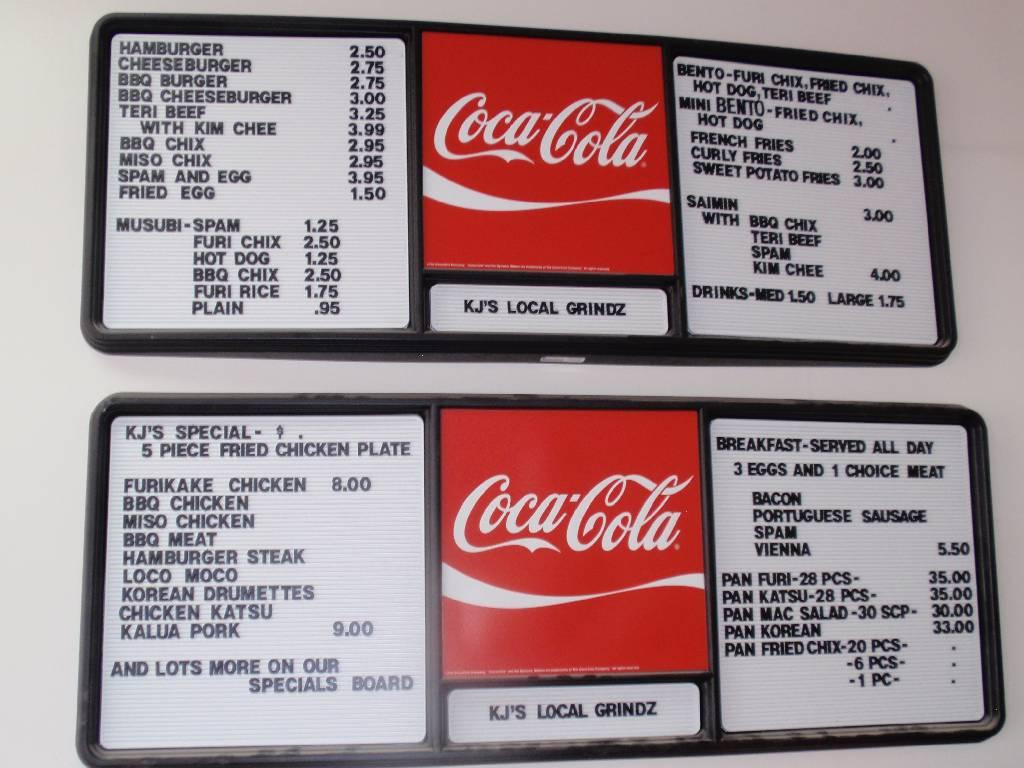 HAMBURGER 2.50
CHEESEBURGER 2.75
BBQ BURGER 2.75
BBQ CHEESEBURGER 3.00
TERI BEEF 3.25
WITH KIM CHEE 3.99
BBQ CHIX 2.95
MISO CHIX 2.95
SPAM AND EGG 3.95
FRIED EGG 1.50
MUSUBI-SPAM 1.25
FURI CHIX 2.50
HOT DOG 1.25
BBQ CHIX 2.50
FURI RICE 1.75
PLAIN .95
Coca-Cola
KJ'S LOCAL GRINDZ
BENTO-FURI CHIX, FRIED CHIX,
HOT DOG, TERI BEEF .
MINI BENTO-FRIED CHIX,
HOT DOG .
FRENCH FRIES 2.00
CURLY FRIES 2.50
SWEET POTATO FRIES 3.00
SAIMIN 3.00
WITH BBQ CHIX
TERI BEEF
SPAM
KIM CHEE 4.00
DRINKS-MED 1.50 LARGE 1.75
KJ'S SPECIAL- $ .
5 PIECE FRIED CHICKEN PLATE
FURIKAKE CHICKEN 8.00
BBQ CHICKEN
MISO CHICKEN
BBQ MEAT
HAMBURGER STEAK
LOCO MOCO
KOREAN DRUMETTES
CHICKEN KATSU
KALUA PORK 9.00
AND LOTS MORE ON OUR
SPECIALS BOARD
Coca-Cola
KJ'S LOCAL GRINDZ
BREAKFAST-SERVED ALL DAY
3 EGGS AND 1 CHOICE MEAT
BACON
PORTUGUESE SAUSAGE
SPAM
VIENNA 5.50
PAN FURI-28 PCS- 35.00
PAN KATSU-28 PCS- 35.00
PAN MAC SALAD-30 SCP- 30.00
PAN KOREAN 33.00
PAN FRIED CHIX-20 PCS- .
-6 PCS- .
-1 PC- .